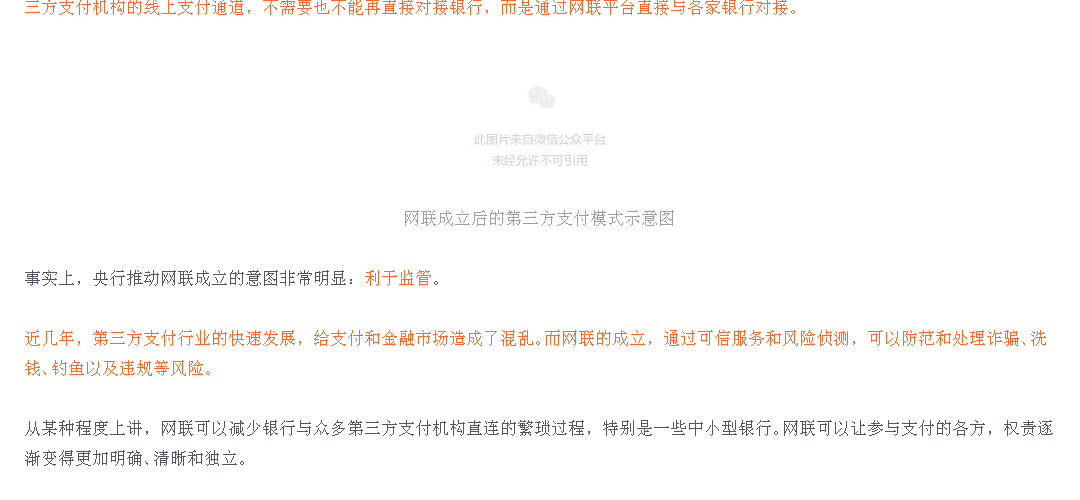 三方支付机构的线上支付通道，不需要也不能再直接对接银行，而是通过网联平台直接与各家银行对接。
此图片来自微信公众平台
未经允许不可引用
网联成立后的第三方支付模式示意图
事实上，央行推动网联成立的意图非常明显：利于监管。
近几年，第三方支付行业的快速发展，给支付和金融市场造成了混乱。而网联的成立，通过可信服务和风险侦测，可以防范和处理诈骗、洗
钱、钓鱼以及违规等风险。
从某种程度上讲，网联可以减少银行与众多第三方支付机构直连的繁琐过程，特别是一些中小型银行。网联可以让参与支付的各方，权贵逐
渐变得更加明确、清晰和独立。